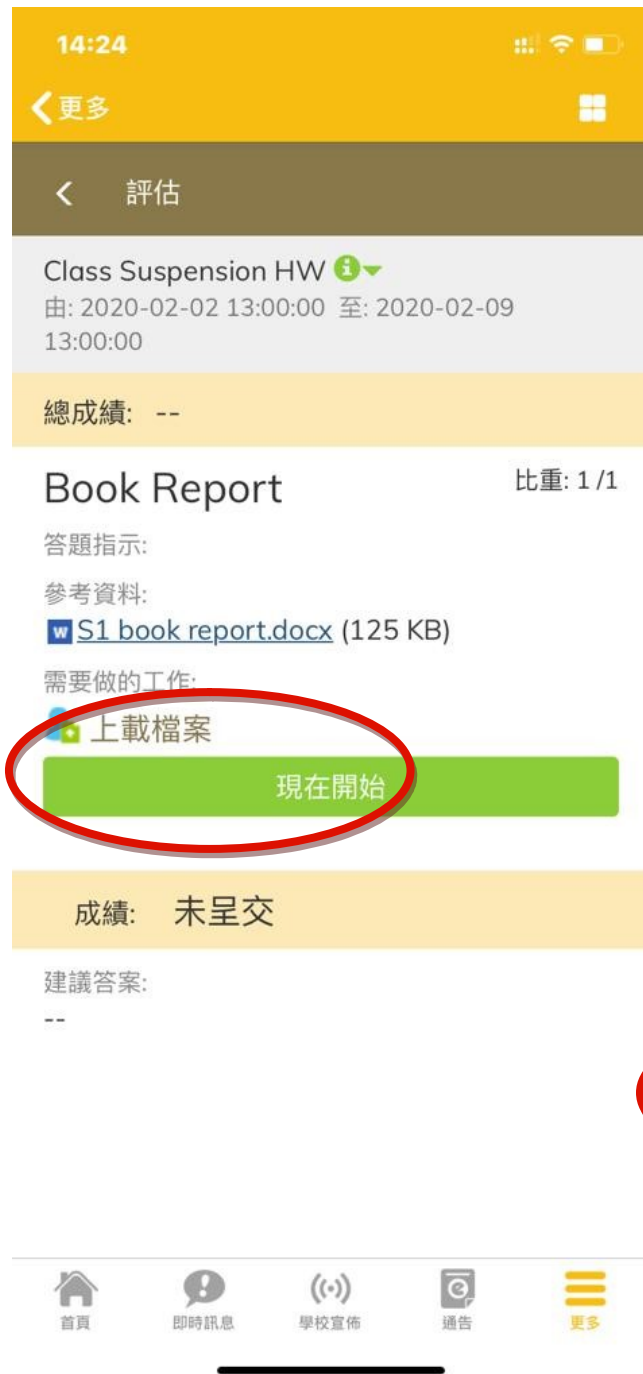 14:24
更多
評估
Class Suspension HW
由: 2020-02-02 13:00:00 至: 2020-02-09
13:00:00
總成績: --
Book Report
比重: 1 /1
答題指示:
參考資料:
S1 book report.docx (125 KB)
需要做的工作:
上載檔案
現在開始
成績: 未呈交
建議答案:
--
首頁 即時訊息 學校宣佈 通告 更多